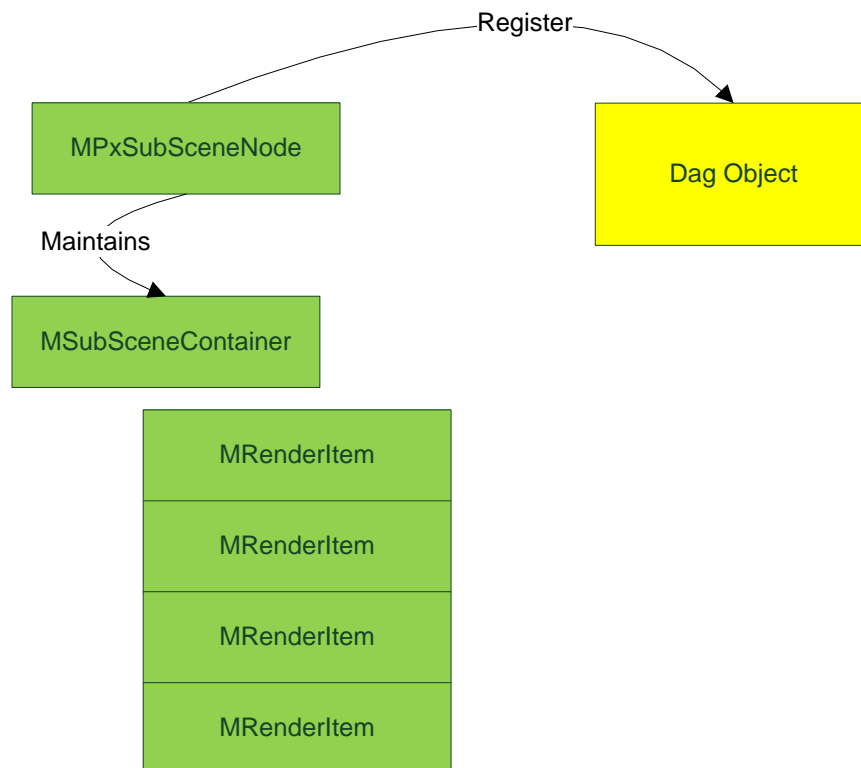 Register
MPxSubSceneNode
Dag Object
Maintains
MSubSceneContainer
MRenderItem
MRenderItem
MRenderItem
MRenderItem